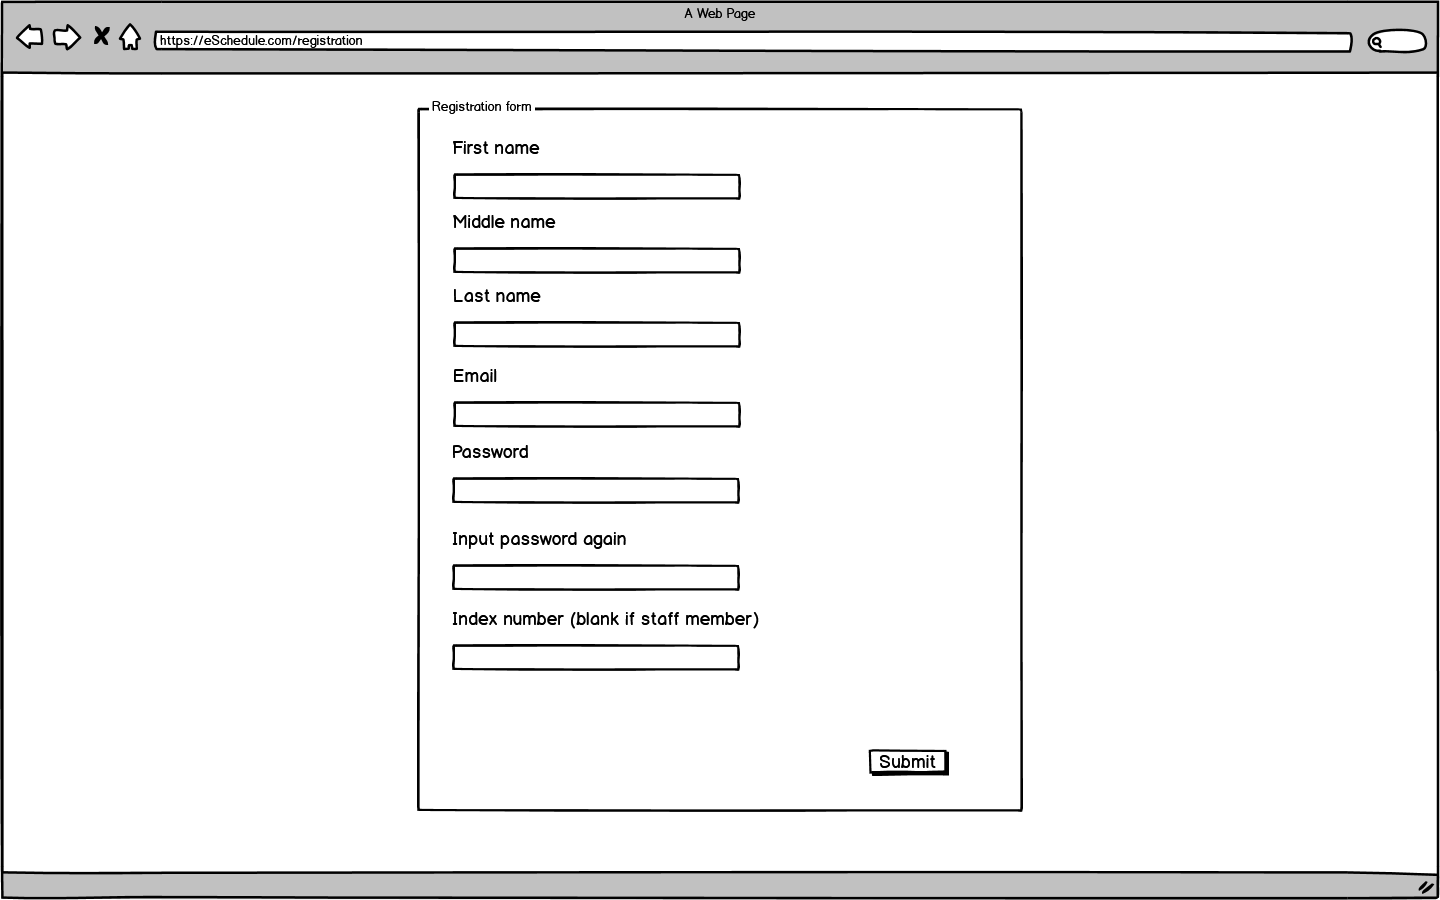 A Web Page
https://eSchedule.com/registration
Registration form
First name
Middle name
Last name
Email
Password
Input password again
Index number (blank if staff member)
Submit